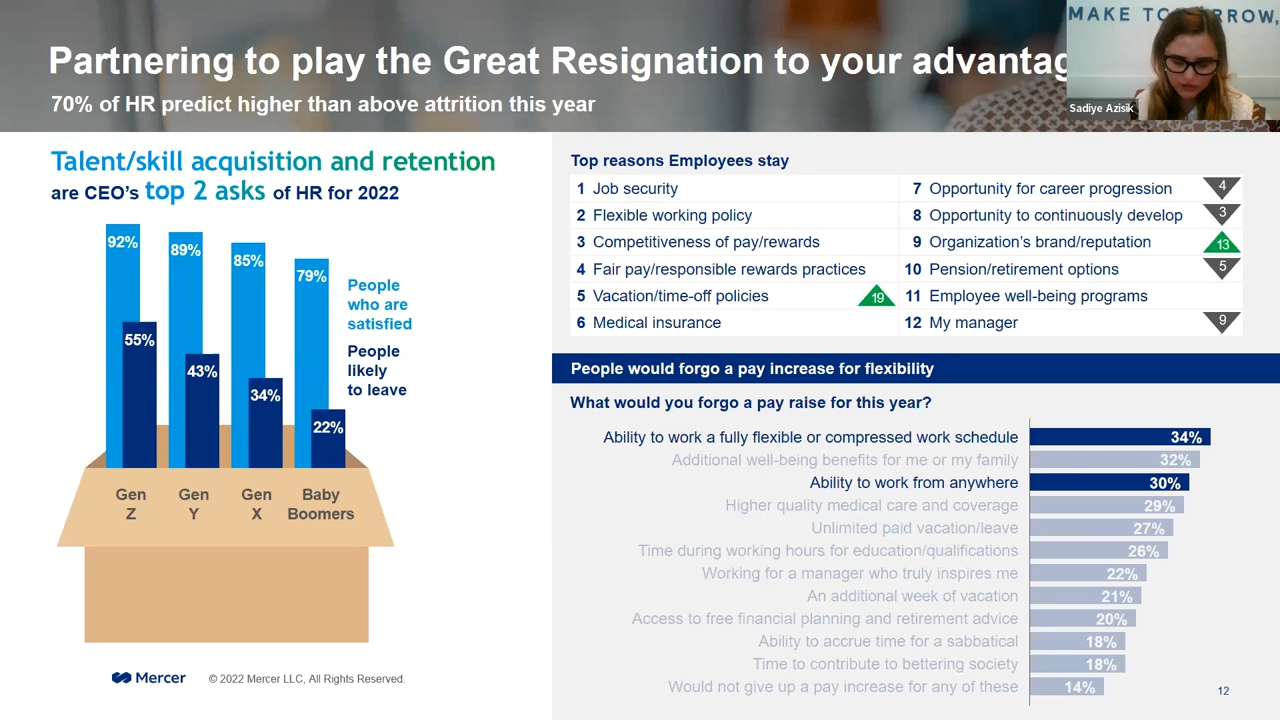 MAKE TOMORROW,
Partnering to play the Great Resignation to your advantag
70% of HR predict higher than above attrition this year
Sadiye Azisik
Talent/skill acquisition and retention
are CEO's top 2 asks of HR for 2022
92%
89%
85%
79%
55%
43%
34%
22%
People
who are
satisfied
People
likely
to leave
Gen
Z
Gen
Y
Gen
X
Baby
Boomers
Mercer
© 2022 Mercer LLC, All Rights Reserved.
Top reasons Employees stay
1 Job security
2 Flexible working policy
3 Competitiveness of pay/rewards
4 Fair pay/responsible rewards practices
5 Vacation/time-off policies 19
6 Medical insurance
7 Opportunity for career progression 4
8 Opportunity to continuously develop 3
9 Organization's brand/reputation 13
10 Pension/retirement options 5
11 Employee well-being programs
12 My manager 9
People would forgo a pay increase for flexibility
What would you forgo a pay raise for this year?
Ability to work a fully flexible or compressed work schedule 34%
Additional well-being benefits for me or my family 32%
Ability to work from anywhere 30%
Higher quality medical care and coverage 29%
Unlimited paid vacation/leave 27%
Time during working hours for education/qualifications 26%
Working for a manager who truly inspires me 22%
An additional week of vacation 21%
Access to free financial planning and retirement advice 20%
Ability to accrue time for a sabbatical 18%
Time to contribute to bettering society 18%
Would not give up a pay increase for any of these 14%
12